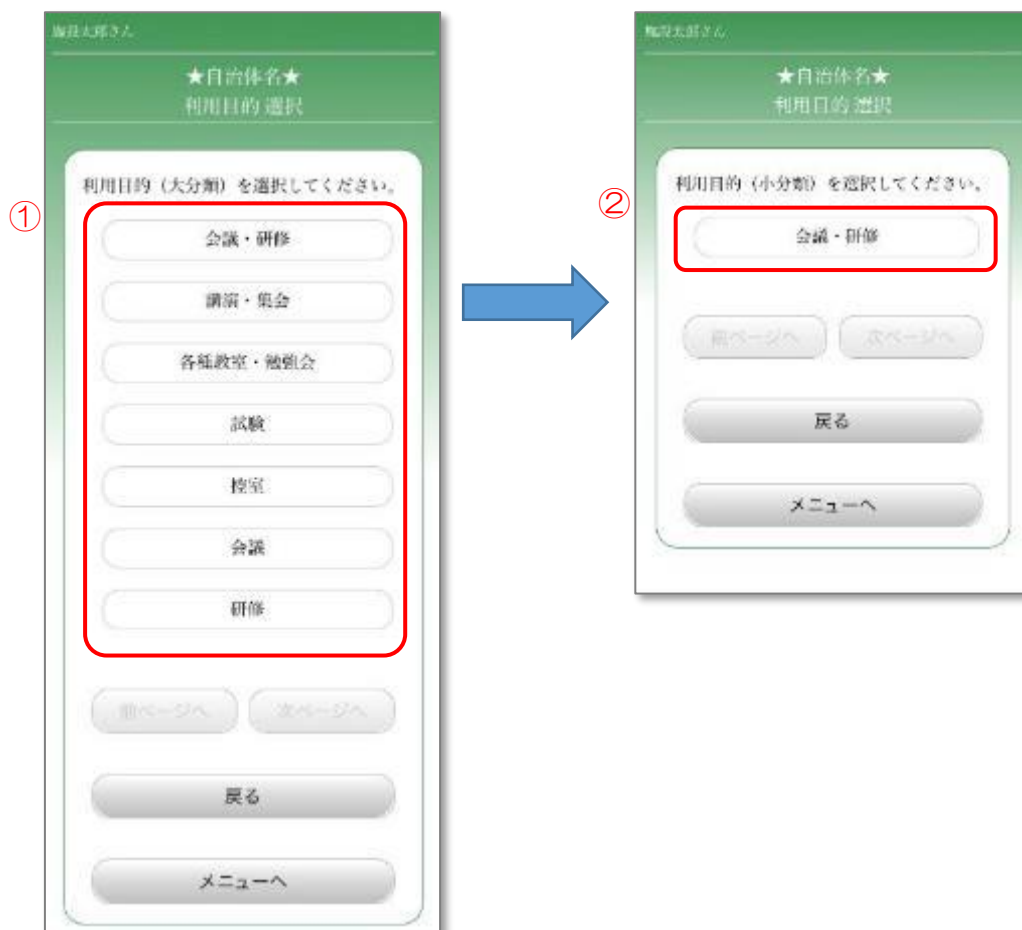 施設太郎さん
★自治体名★
利用目的 選択
①
利用目的（大分類）を選択してください。
会議・研修
講演・集会
各種教室・勉強会
試験
控室
会議
研修
前ページへ
次ページへ
戻る
メニューへ
施設太郎さん
★自治体名★
利用目的 選択
②
利用目的（小分類）を選択してください。
会議・研修
前ページへ
次ページへ
戻る
メニューへ